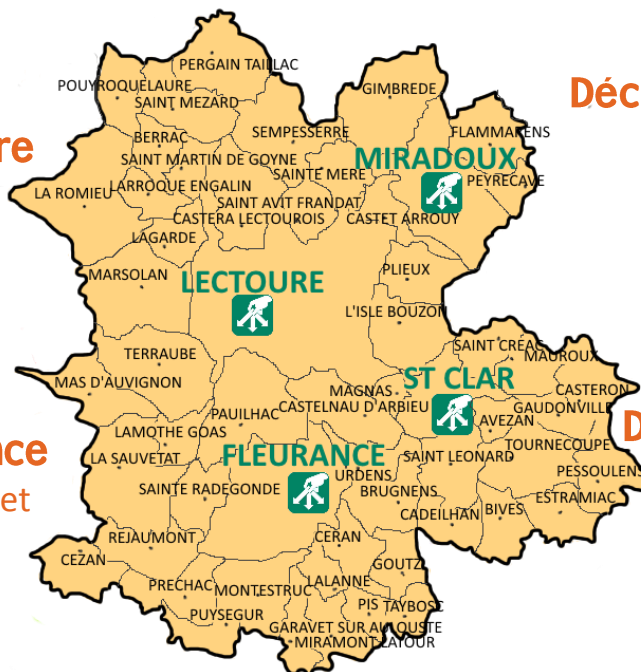 PERGAIN TAILLAC
POUYROQUELAURE
GIMBREDE
Déc
SAINT MEZARD
BERRAC
SEMPESSERRE
FLAMMARENS
re
SAINT MARTIN DE GOYNE
MIRADOUX
SAINTE MERE
PEYRECAVE
LA ROMIEU
LARROQUE ENGALIN
SAINT AVIT FRANDAT
CASTERA LECTOUROIS
CASTET ARROUY
LAGARDE
MARSOLAN
PLIEUX
LECTOURE
L'ISLE BOUZON
SAINT CREAC
MAUROUX
TERRAUBE
MAS D'AUVIGNON
ST CLAR
MAGNAS
CASTERON
CASTELNAU D'ARBIEU
GAUDONVILLE
PAUILHAC
AVEZAN
LAMOTHE GOAS
D
TOURNECOUPE
nce
LA SAUVETAT
FLEURANCE
SAINT LEONARD
PESSOULENS
URDENS
SAINTE RADEGONDE
BRUGNENS
ESTRAMIAC
et
CADEILHAN
BIVES
REJAUMONT
CERAN
CEZAN
GOUTZ
PRECHAC
MONTESTRUC
LALANNE
PUYSEGUR
PIS
TAYBOSC
GARAVET SUR AULOUSTE
MIRAMONT LATOUR